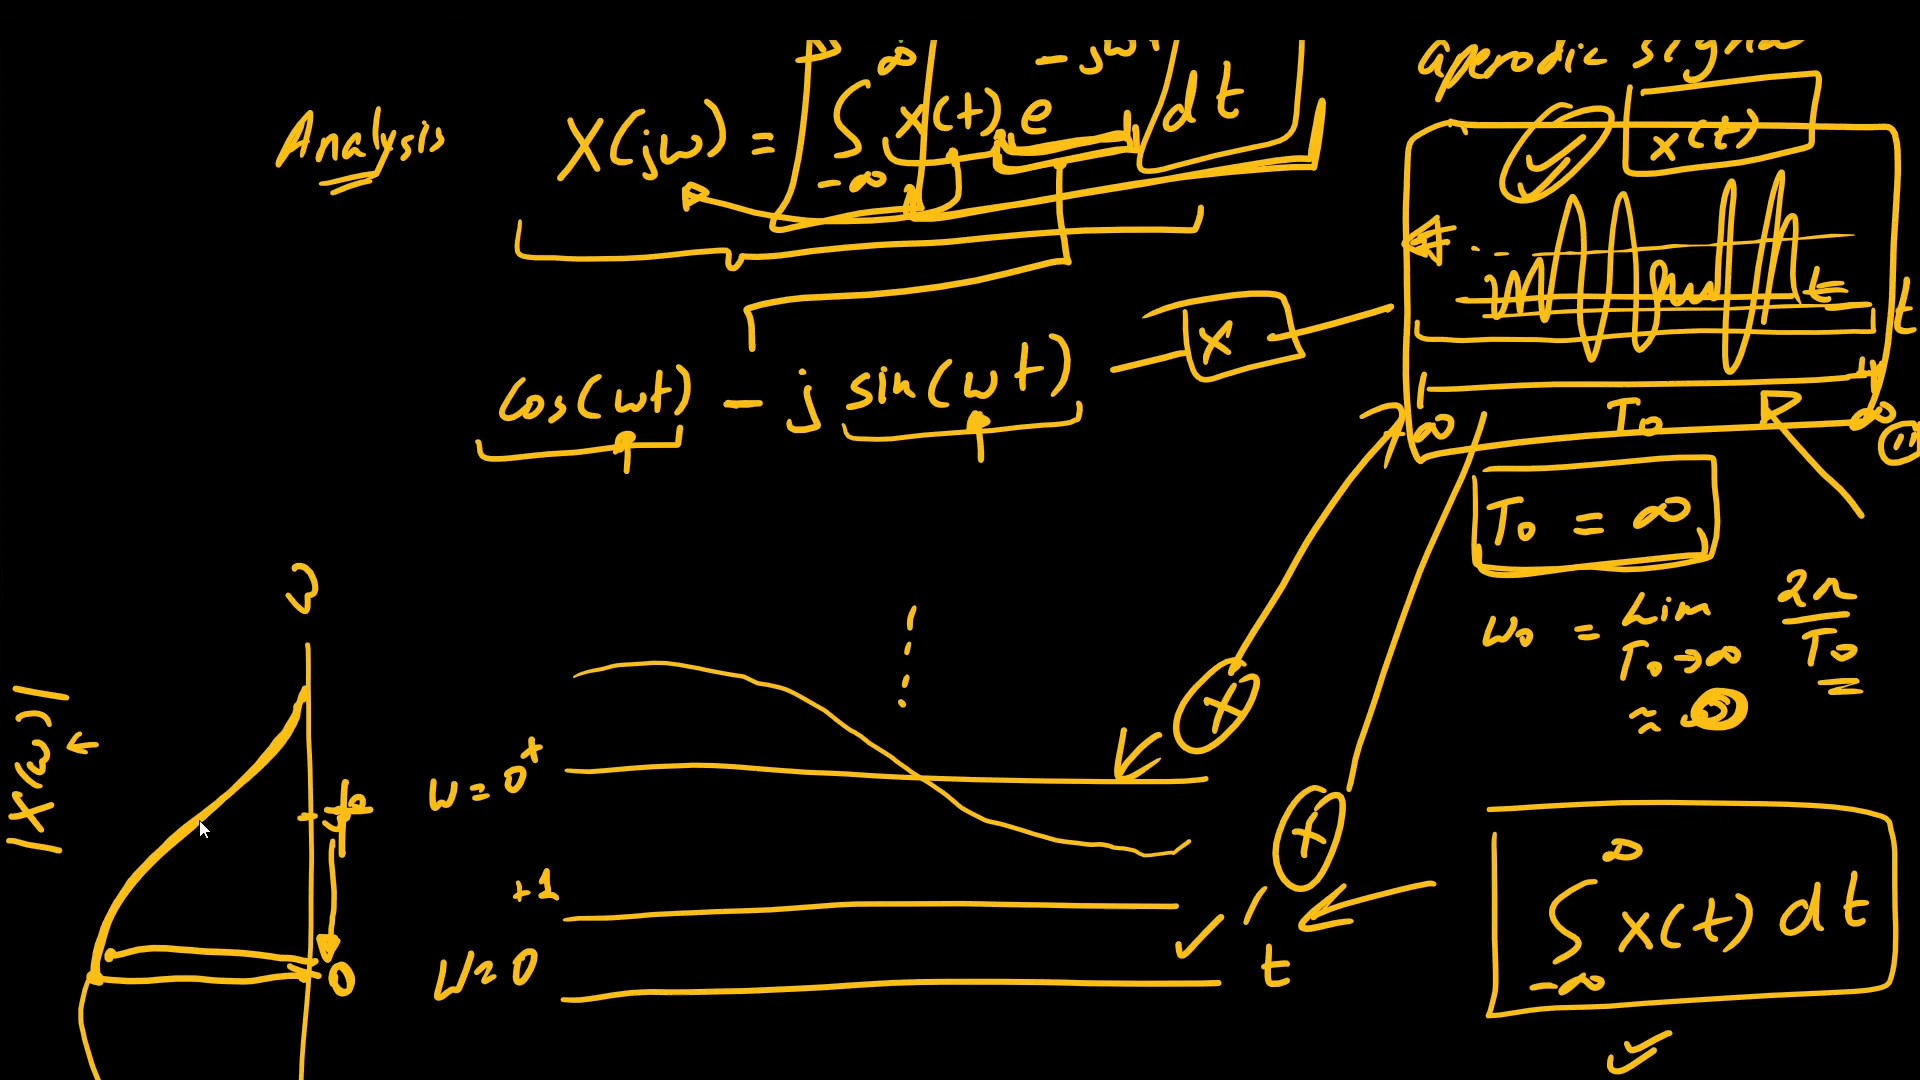 aperodic signal
Analysis X(jω) = ∫_{-∞}^{∞} x(t) e^{-jωt} dt
x(t)
t
t
cos(ωt) - j sin(ωt)
X
∞ T₀ ∞
T₀ = ∞
ω
ω₀ = Lim_{T₀→∞} 2π/T₀
≈ 0
|X(ω)|
ω = 0⁺
X
X
+1
ω = 0
0
t
∫_{-∞}^{∞} x(t) dt